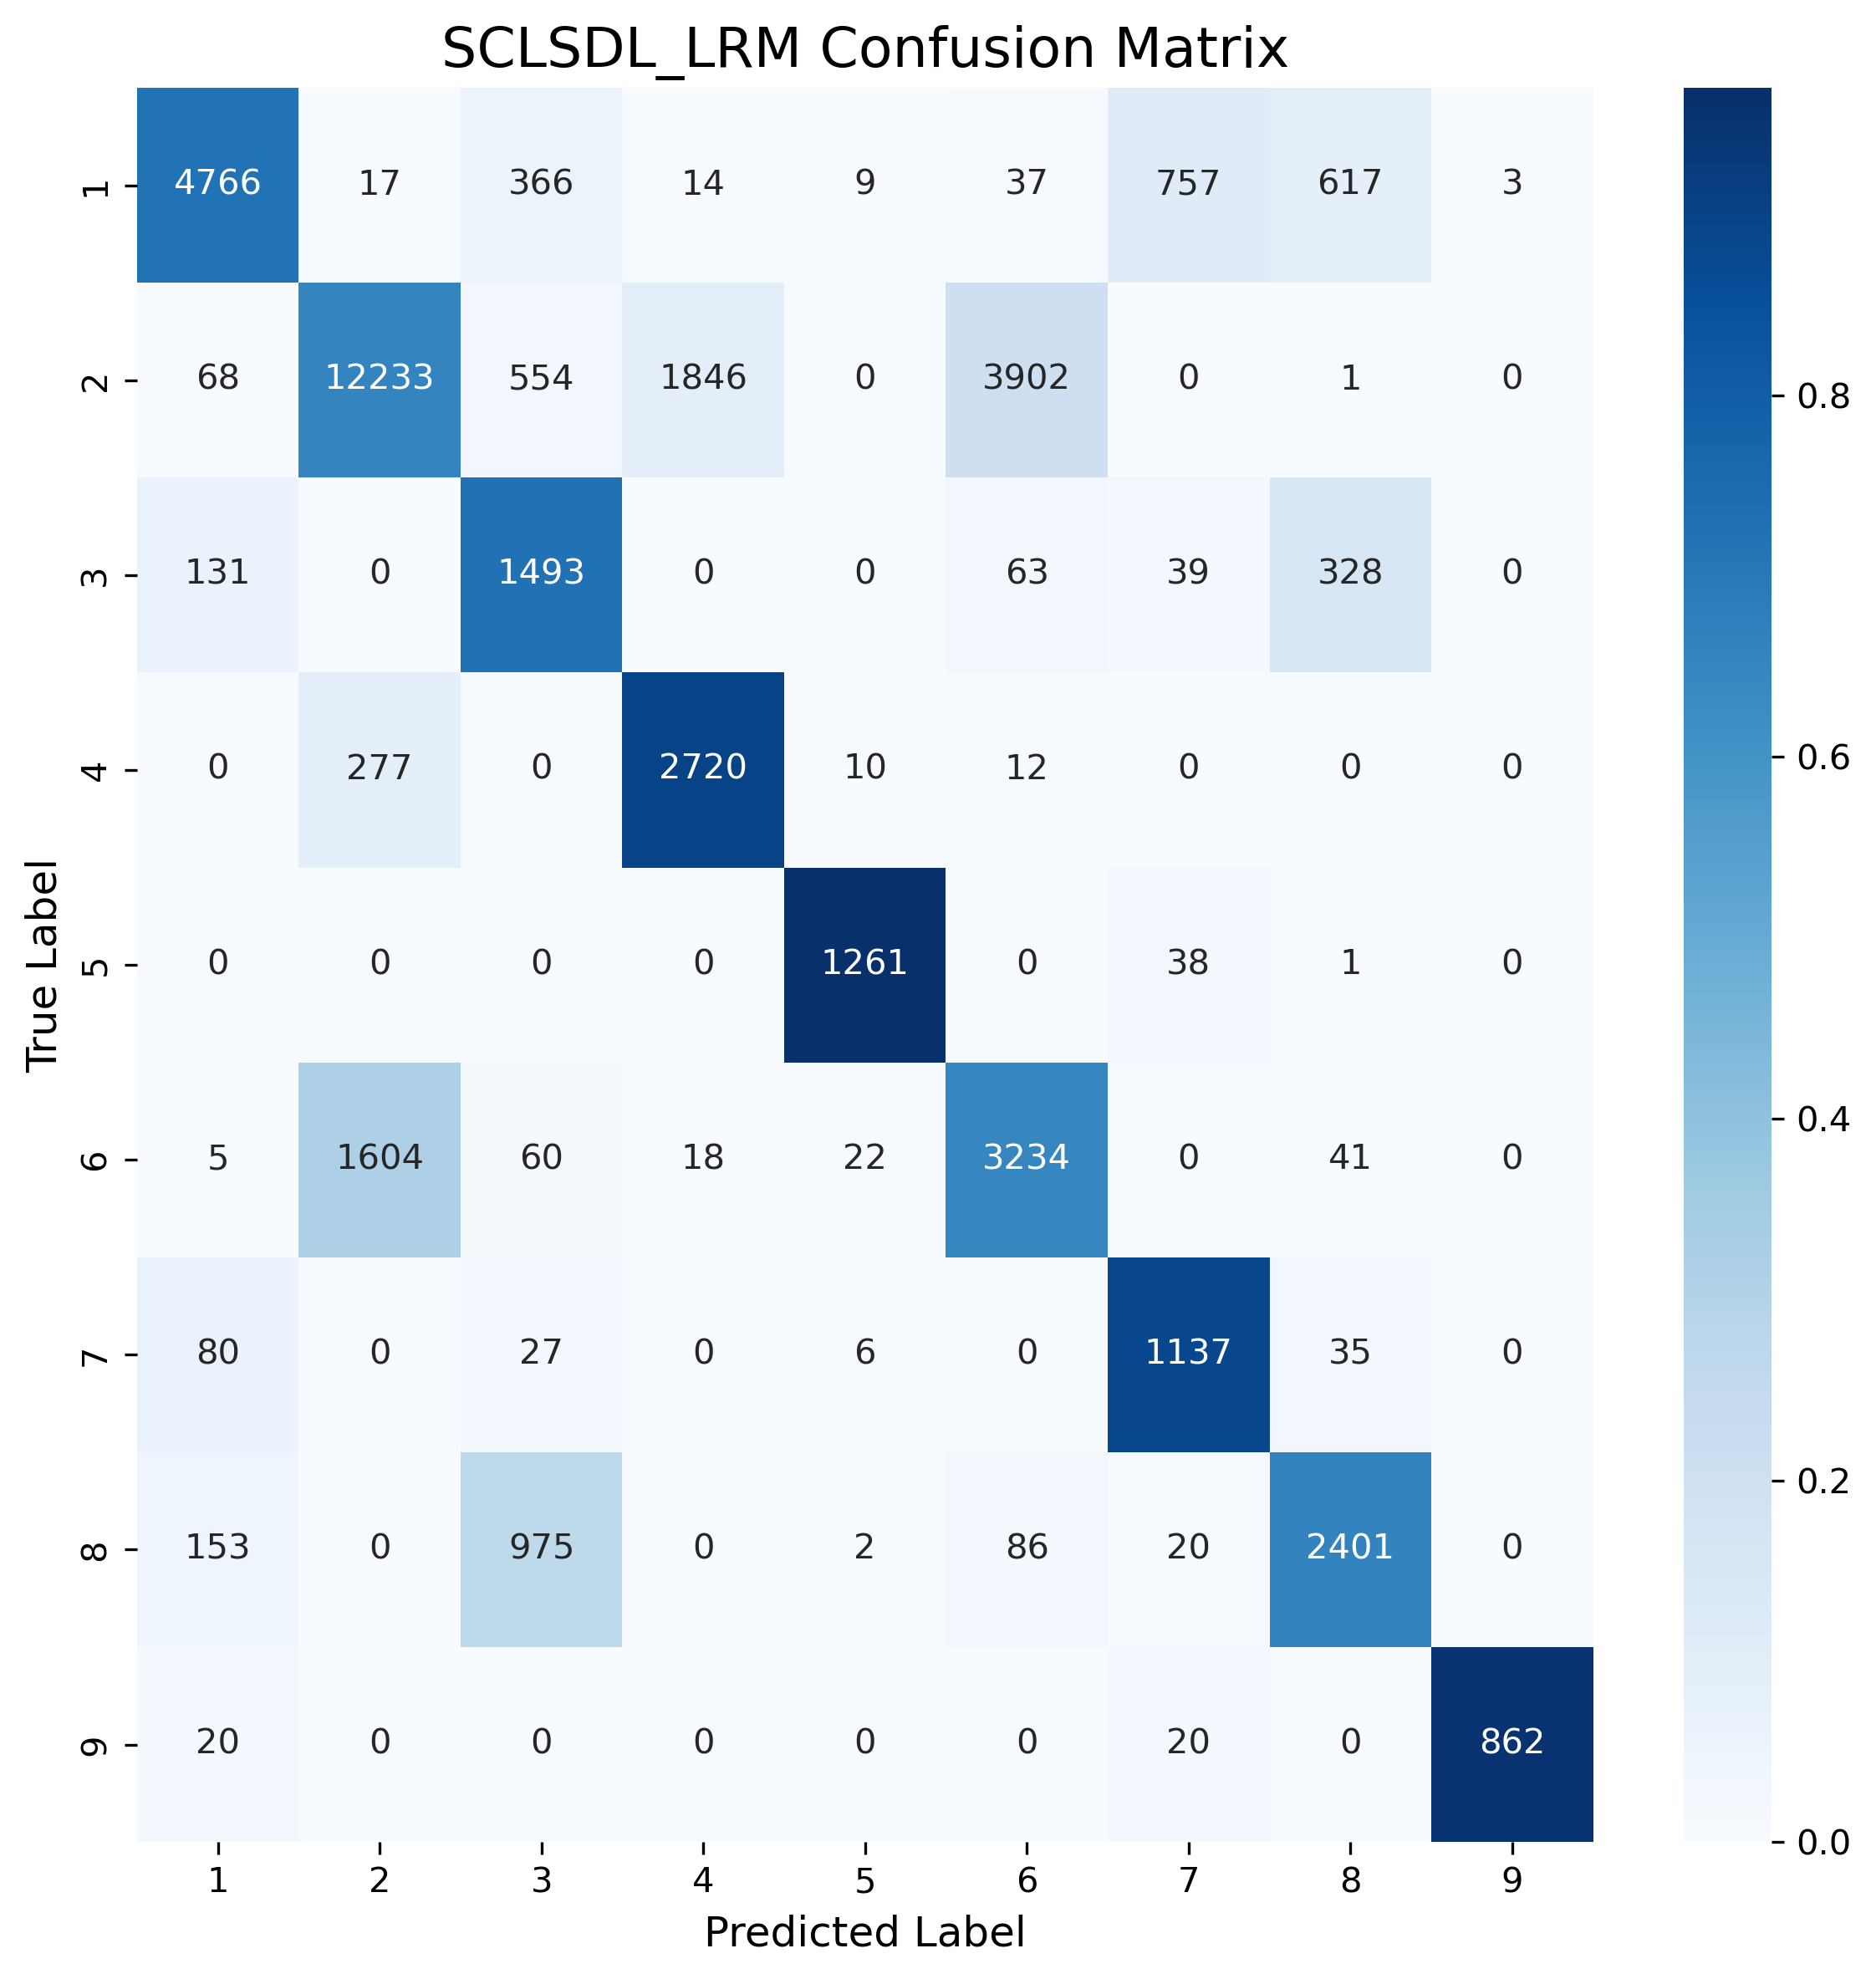 SCLSDL_LRM Confusion Matrix
1 4766 17 366 14 9 37 757 617 3
2 68 12233 554 1846 0 3902 0 1 0
3 131 0 1493 0 0 63 39 328 0
4 0 277 0 2720 10 12 0 0 0
5 0 0 0 0 1261 0 38 1 0
6 5 1604 60 18 22 3234 0 41 0
7 80 0 27 0 6 0 1137 35 0
8 153 0 975 0 2 86 20 2401 0
9 20 0 0 0 0 0 20 0 862
1 2 3 4 5 6 7 8 9
Predicted Label
True Label
0.8
0.6
0.4
0.2
0.0